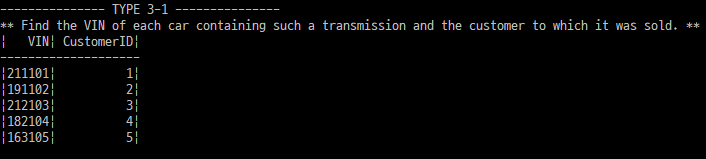 --------------- TYPE 3-1 ---------------
** Find the VIN of each car containing such a transmission and the customer to which it was sold. **
¦   VIN¦ CustomerID¦
--------------------
¦211101¦          1¦
¦191102¦          2¦
¦212103¦          3¦
¦182104¦          4¦
¦163105¦          5¦